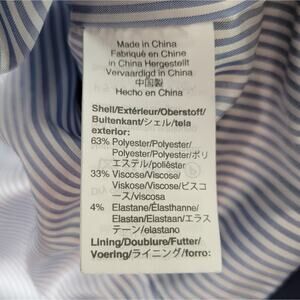 Made in China
Fabriqué en Chine
in China Hergestellt
Vervaardigd in China
中国製
Hecho en China
Shell/Extérieur/Oberstoff/
Buitenkant/シェル/tela
exterior:
63% Polyester/Polyester/
Polyester/Polyester/ポリ
エステル/poliéster
33% Viscose/Viscose/
Viskose/Viscose/ビスコ
ース/viscosa
4% Elastane/Élasthanne/
Elastan/Elastaan/エラス
テーン/elastano
Lining/Doublure/Futter/
Voering/ライニング/forro: